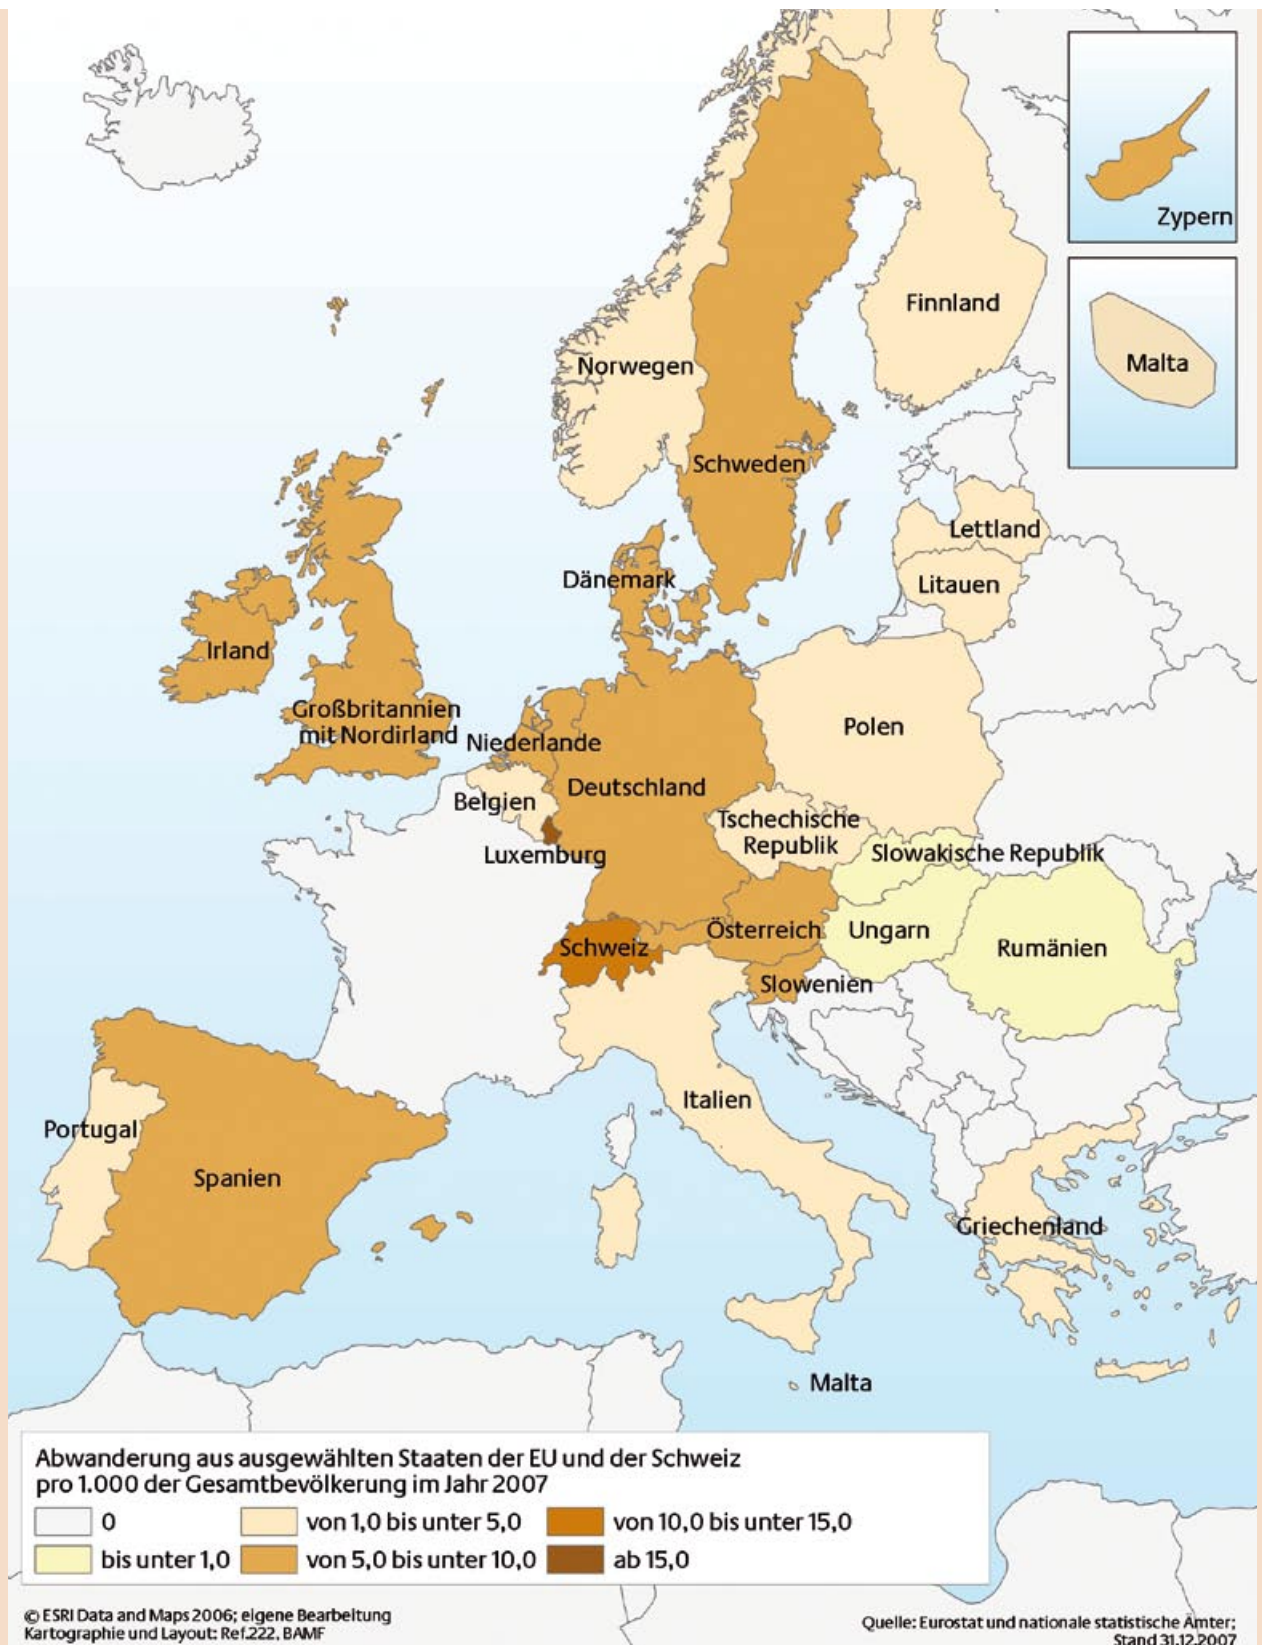 Zypern
Finnland
Malta
Norwegen
Schweden
Lettland
Dänemark
Litauen
Irland
Großbritannien
mit Nordirland
Niederlande
Polen
Deutschland
Belgien
Tschechische
Republik
Luxemburg
Slowakische Republik
Österreich
Ungarn
Schweiz
Rumänien
Slowenien
Italien
Portugal
Spanien
Griechenland
Malta
Abwanderung aus ausgewählten Staaten der EU und der Schweiz
pro 1.000 der Gesamtbevölkerung im Jahr 2007
0
von 1,0 bis unter 5,0
von 10,0 bis unter 15,0
bis unter 1,0
von 5,0 bis unter 10,0
ab 15,0
© ESRI Data and Maps 2006; eigene Bearbeitung
Kartographie und Layout: Ref.222, BAMF
Quelle: Eurostat und nationale statistische Ämter;
Stand 31.12.2007